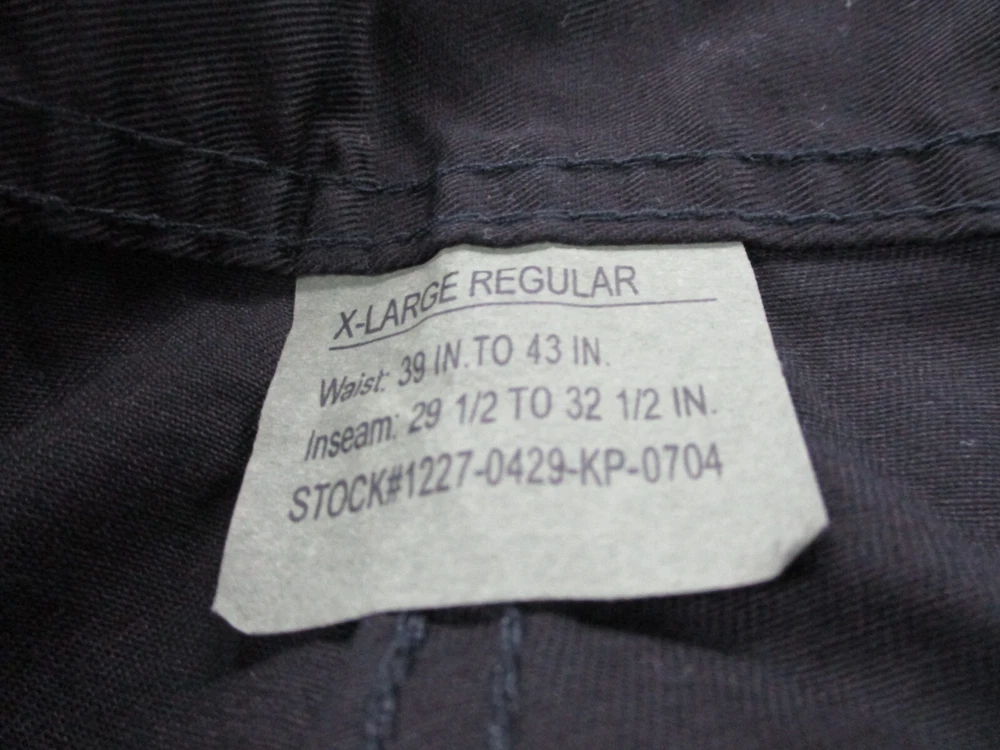 X-LARGE REGULAR
Waist: 39 IN.TO 43 IN.
Inseam: 29 1/2 TO 32 1/2 IN.
STOCK#1227-0429-KP-0704